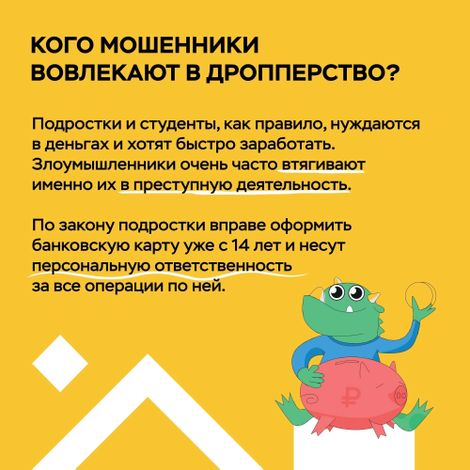 КОГО МОШЕННИКИ
ВОВЛЕКАЮТ В ДРОППЕРСТВО?
Подростки и студенты, как правило, нуждаются
в деньгах и хотят быстро заработать.
Злоумышленники очень часто втягивают
именно их в преступную деятельность.
По закону подростки вправе оформить
банковскую карту уже с 14 лет и несут
персональную ответственность
за все операции по ней.
₽